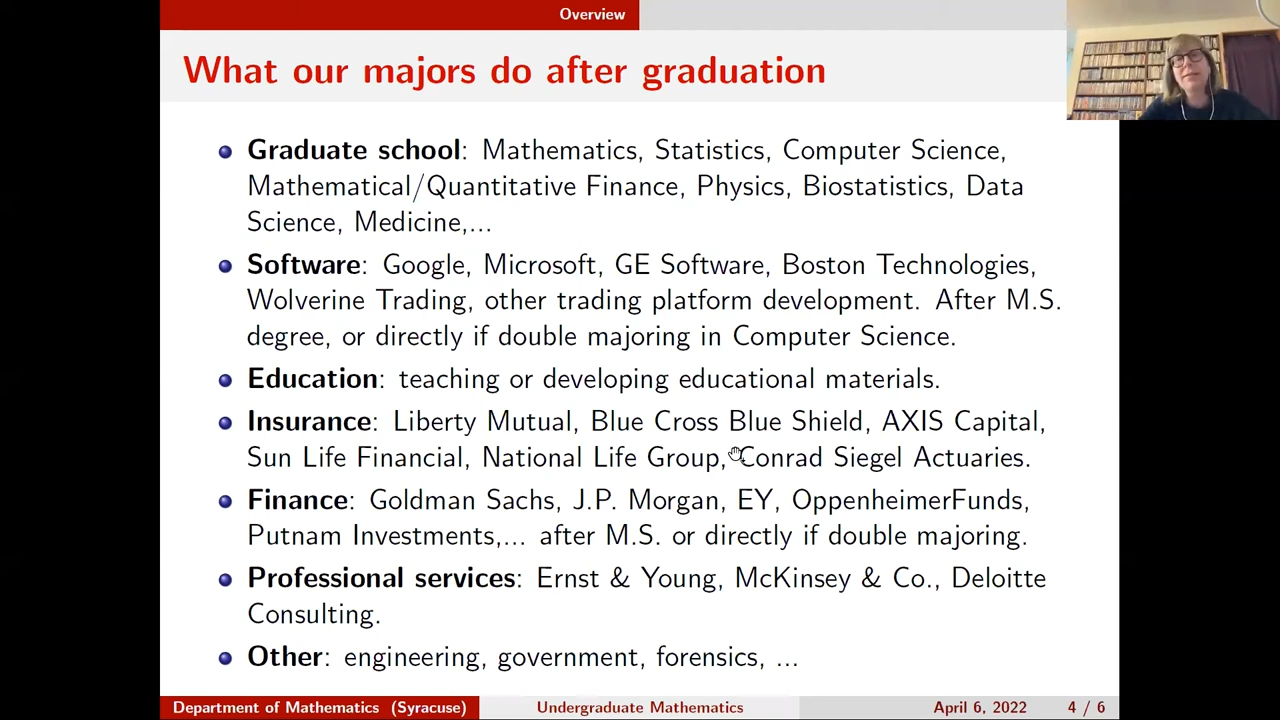 Overview
What our majors do after graduation
Graduate school: Mathematics, Statistics, Computer Science,
Mathematical/Quantitative Finance, Physics, Biostatistics, Data
Science, Medicine,...
Software: Google, Microsoft, GE Software, Boston Technologies,
Wolverine Trading, other trading platform development. After M.S.
degree, or directly if double majoring in Computer Science.
Education: teaching or developing educational materials.
Insurance: Liberty Mutual, Blue Cross Blue Shield, AXIS Capital,
Sun Life Financial, National Life Group, Conrad Siegel Actuaries.
Finance: Goldman Sachs, J.P. Morgan, EY, OppenheimerFunds,
Putnam Investments,... after M.S. or directly if double majoring.
Professional services: Ernst & Young, McKinsey & Co., Deloitte
Consulting.
Other: engineering, government, forensics, ...
Department of Mathematics (Syracuse) Undergraduate Mathematics April 6, 2022 4 / 6